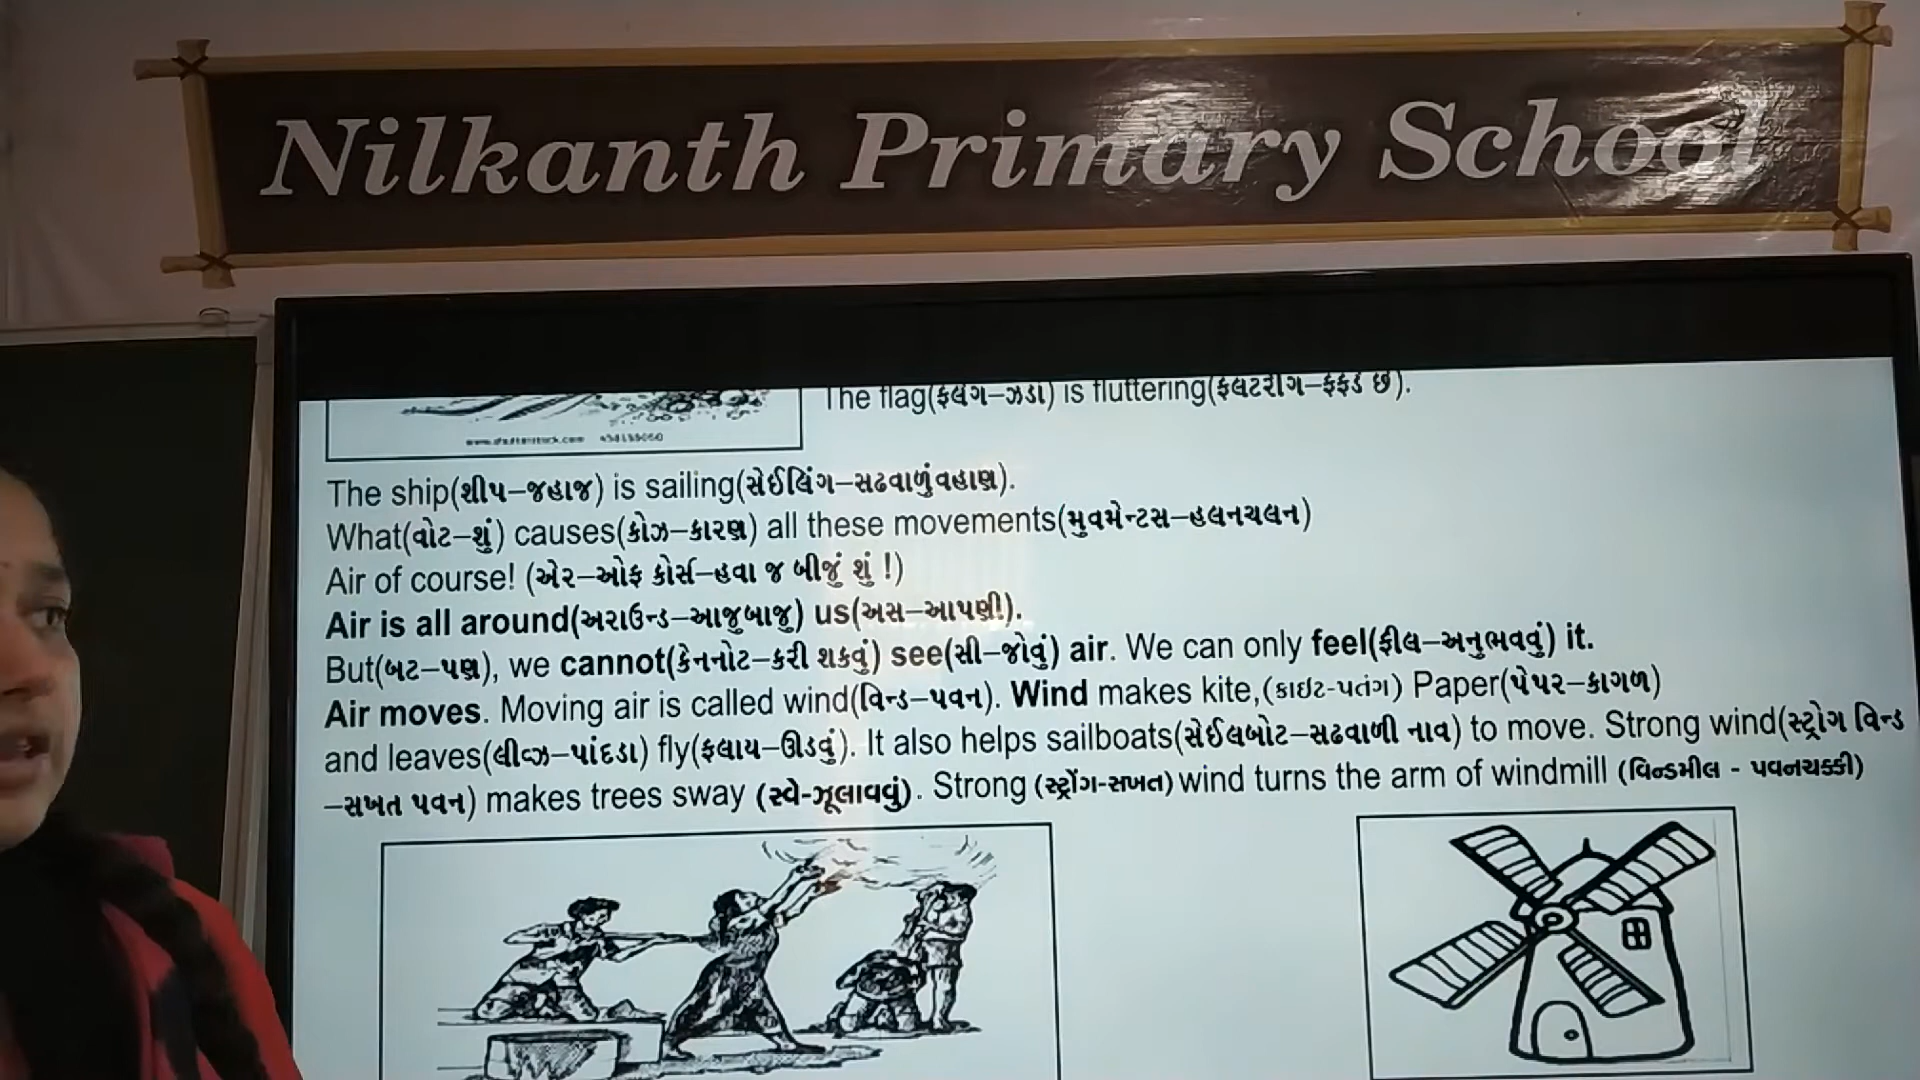 Nilkanth Primary School
The flag(ફ્લેગ–ઝંડા) is fluttering(ફ્લટરીંગ–ફફડે છે).
The ship(શીપ–જહાજ) is sailing(સેઈલિંગ–સઢવાળુંવહાણ).
What(વોટ–શું) causes(કોઝ–કારણ) all these movements(મુવમેન્ટસ–હલનચલન)
Air of course! (એર–ઓફ કોર્સ–હવા જ બીજું શું !)
Air is all around(અરાઉન્ડ–આજુબાજુ) us(અસ–આપણી).
But(બટ–પણ), we cannot(કેનનોટ–કરી શકવું) see(સી–જોવું) air. We can only feel(ફીલ–અનુભવવું) it.
Air moves. Moving air is called wind(વિન્ડ–પવન). Wind makes kite,(કાઇટ-પતંગ) Paper(પેપર–કાગળ)
and leaves(લીવ્ઝ–પાંદડા) fly(ફ્લાય–ઊડવું). It also helps sailboats(સેઈલબોટ–સઢવાળી નાવ) to move. Strong wind(સ્ટ્રોગ વિન્ડ
–સખત પવન) makes trees sway (સ્વે-ઝૂલાવવું). Strong (સ્ટ્રોંગ-સખત) wind turns the arm of windmill (વિન્ડમીલ - પવનચક્કી)